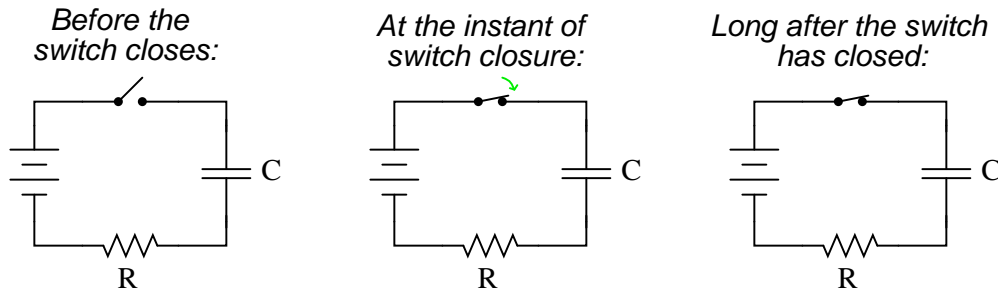 Before the
switch closes:
C
R
At the instant of
switch closure:
C
R
Long after the switch
has closed:
C
R